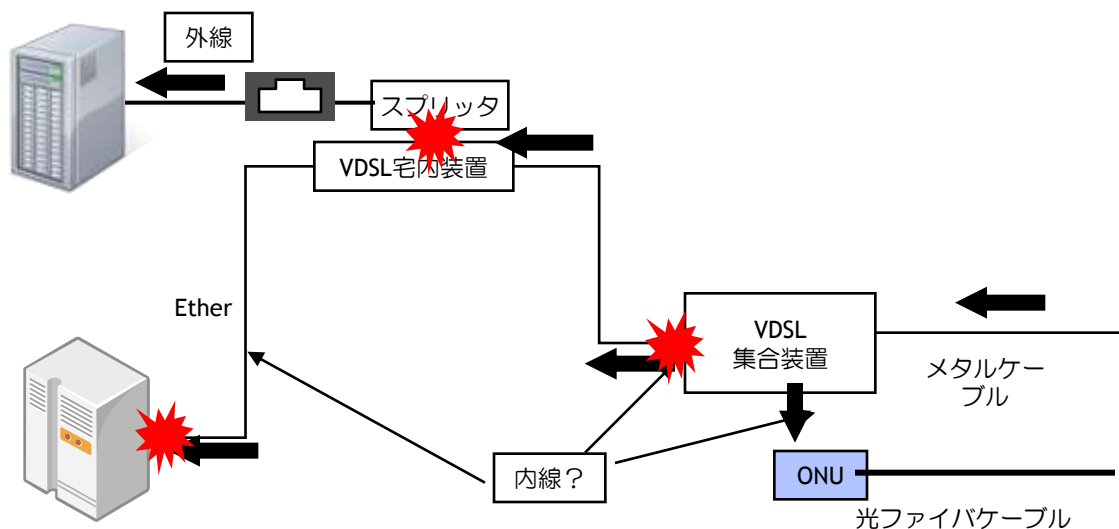 外線
スプリッタ
VDSL宅内装置
Ether
VDSL
集合装置
メタルケー
ブル
内線？
ONU
光ファイバケーブル